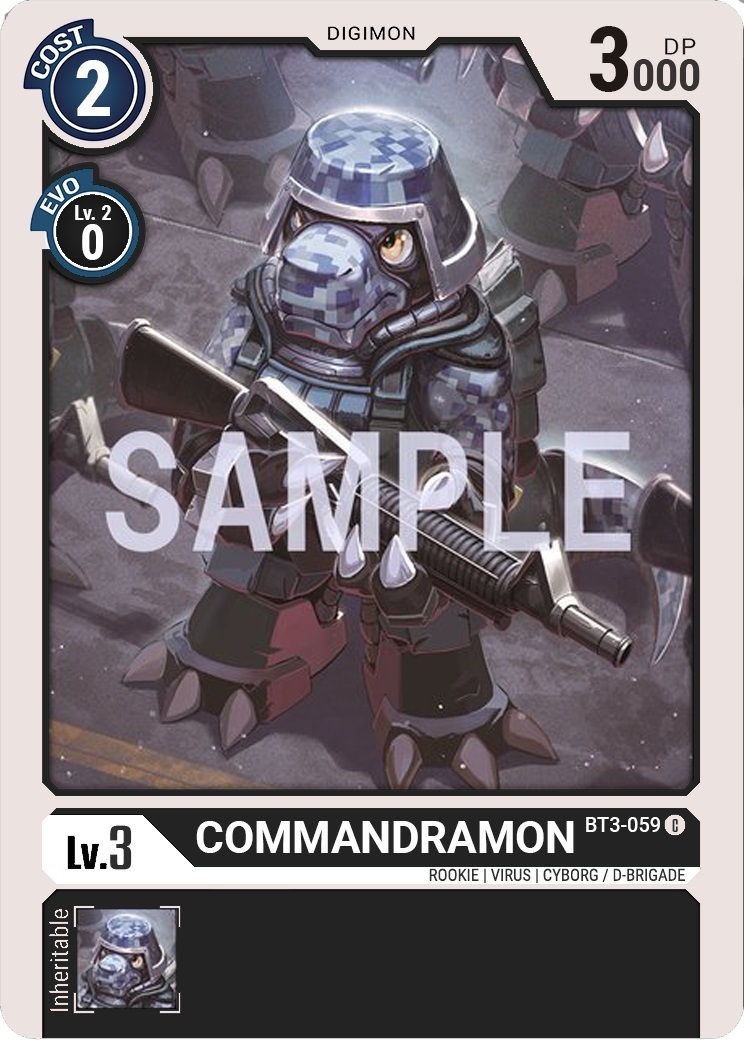 COST
2
DIGIMON
3000 DP
EVO
Lv. 2
0
SAMPLE
Lv.3
COMMANDRAMON
BT3-059 C
ROOKIE | VIRUS | CYBORG / D-BRIGADE
Inheritable